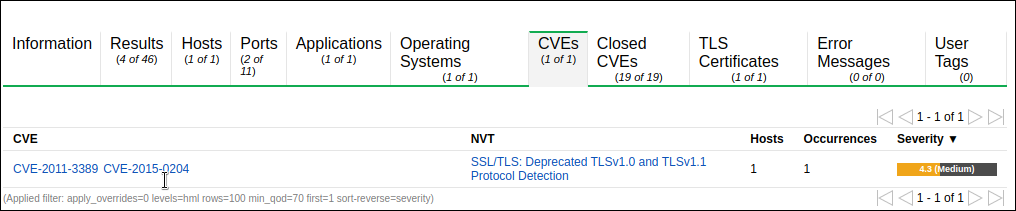 Information Results Hosts Ports Applications Operating CVEs Closed TLS Error User
(4 of 46) (1 of 1) (2 of (1 of 1) Systems (1 of 1) CVEs Certificates Messages Tags
11) (1 of 1) (19 of 19) (1 of 1) (0 of 0) (0)
1 - 1 of 1
CVE NVT Hosts Occurrences Severity ▼
CVE-2011-3389 CVE-2015-0204 SSL/TLS: Deprecated TLSv1.0 and TLSv1.1 1 1 4.3 (Medium)
Protocol Detection
(Applied filter: apply_overrides=0 levels=hml rows=100 min_qod=70 first=1 sort-reverse=severity) 1 - 1 of 1